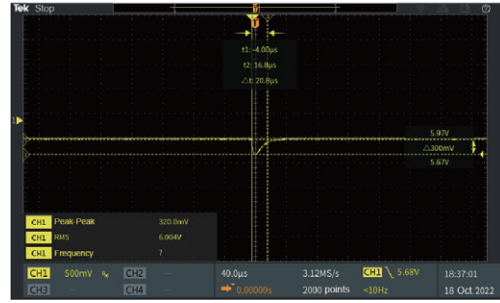 Tek Stop
t1: -4.00µs
t2: 16.8µs
△t: 20.8µs
5.97V
△300mV
5.67V
CH1 Peak-Peak 320.0mV
CH1 RMS 6.004V
CH1 Frequency ?
CH1 500mV CH2 --- 40.0µs 3.12MS/s CH1 \ 5.68V 18:37:01
CH3 --- CH4 --- 0.00000s 2000 points <10Hz 18 Oct.2022